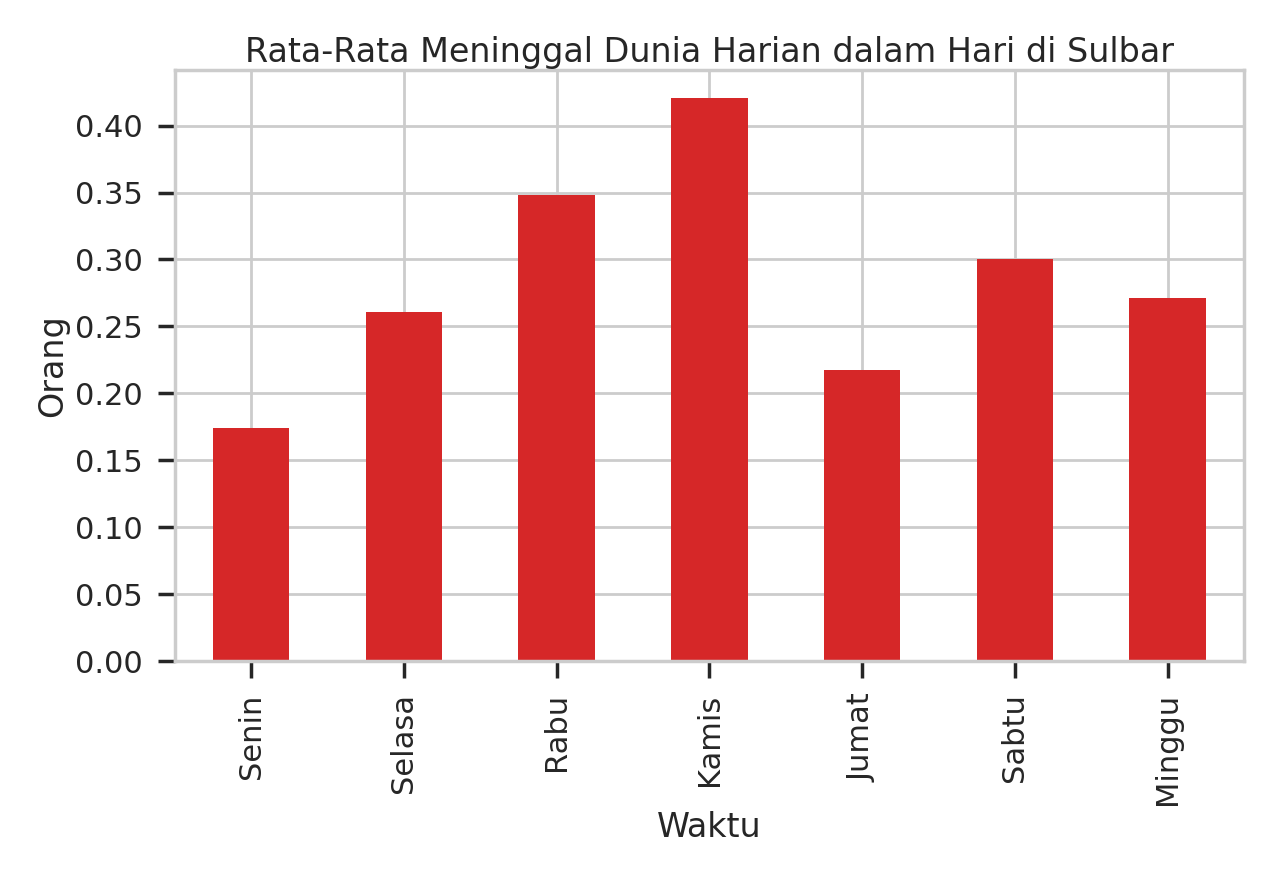 Rata-Rata Meninggal Dunia Harian dalam Hari di Sulbar
Orang
0.40
0.35
0.30
0.25
0.20
0.15
0.10
0.05
0.00
Senin
Selasa
Rabu
Kamis
Jumat
Sabtu
Minggu
Waktu